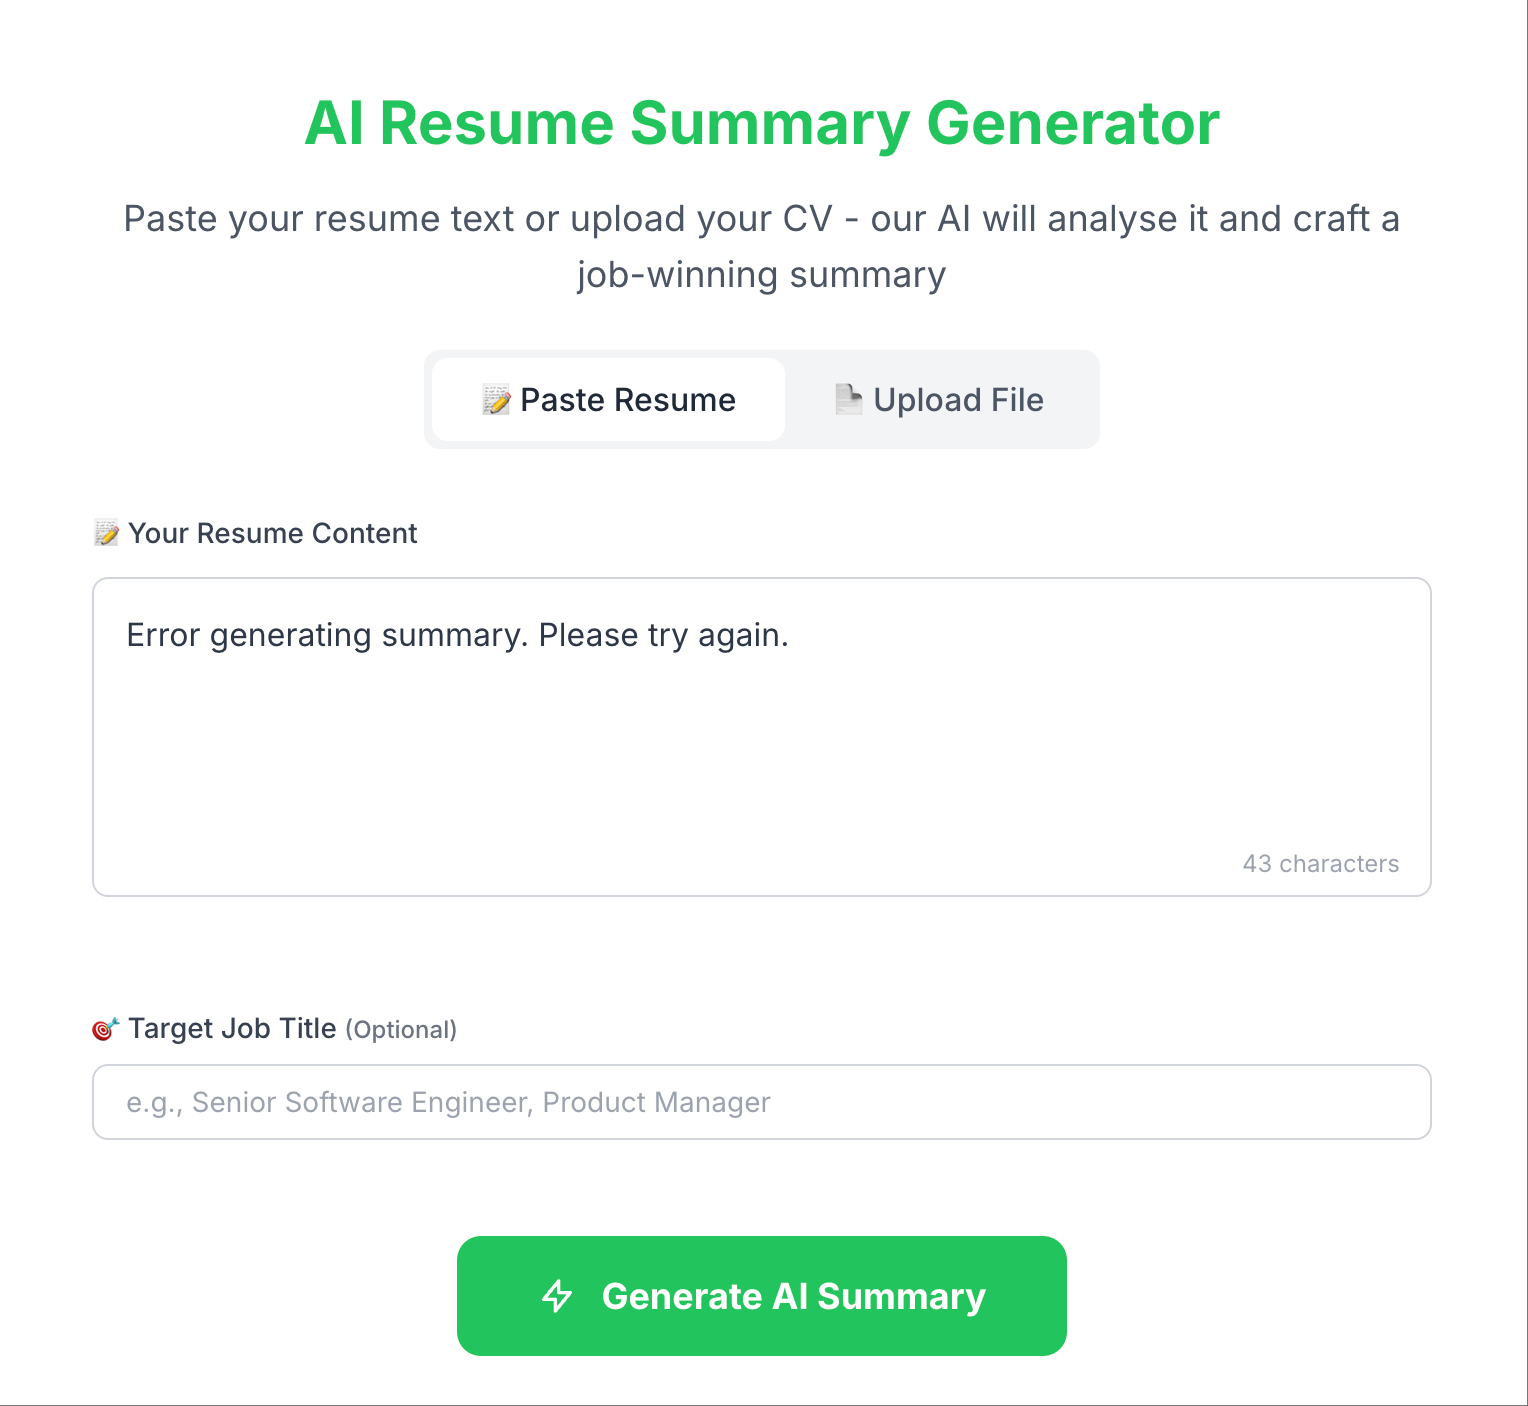 AI Resume Summary Generator
Paste your resume text or upload your CV - our AI will analyse it and craft a
job-winning summary
Paste Resume
Upload File
Your Resume Content
Error generating summary. Please try again.
43 characters
Target Job Title (Optional)
e.g., Senior Software Engineer, Product Manager
Generate AI Summary